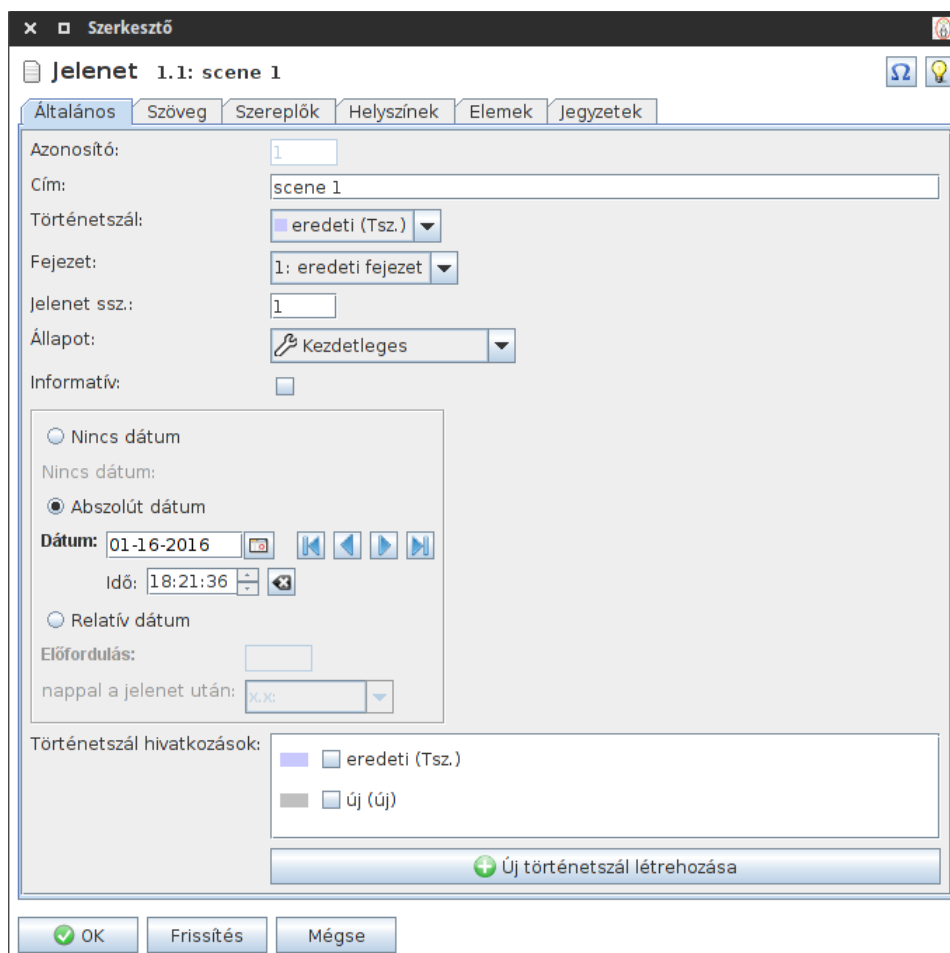 Szerkesztő
Jelenet 1.1: scene 1
Ω
Általános Szöveg Szereplők Helyszínek Elemek Jegyzetek
Azonosító: 1
Cím: scene 1
Történetszál: eredeti (Tsz.)
Fejezet: 1: eredeti fejezet
Jelenet ssz.: 1
Állapot: Kezdetleges
Informatív:
Nincs dátum
Nincs dátum:
Abszolút dátum
Dátum: 01-16-2016
Idő: 18:21:36
Relatív dátum
Előfordulás:
nappal a jelenet után: x.x:
Történetszál hivatkozások: eredeti (Tsz.)
új (új)
Új történetszál létrehozása
OK Frissítés Mégse